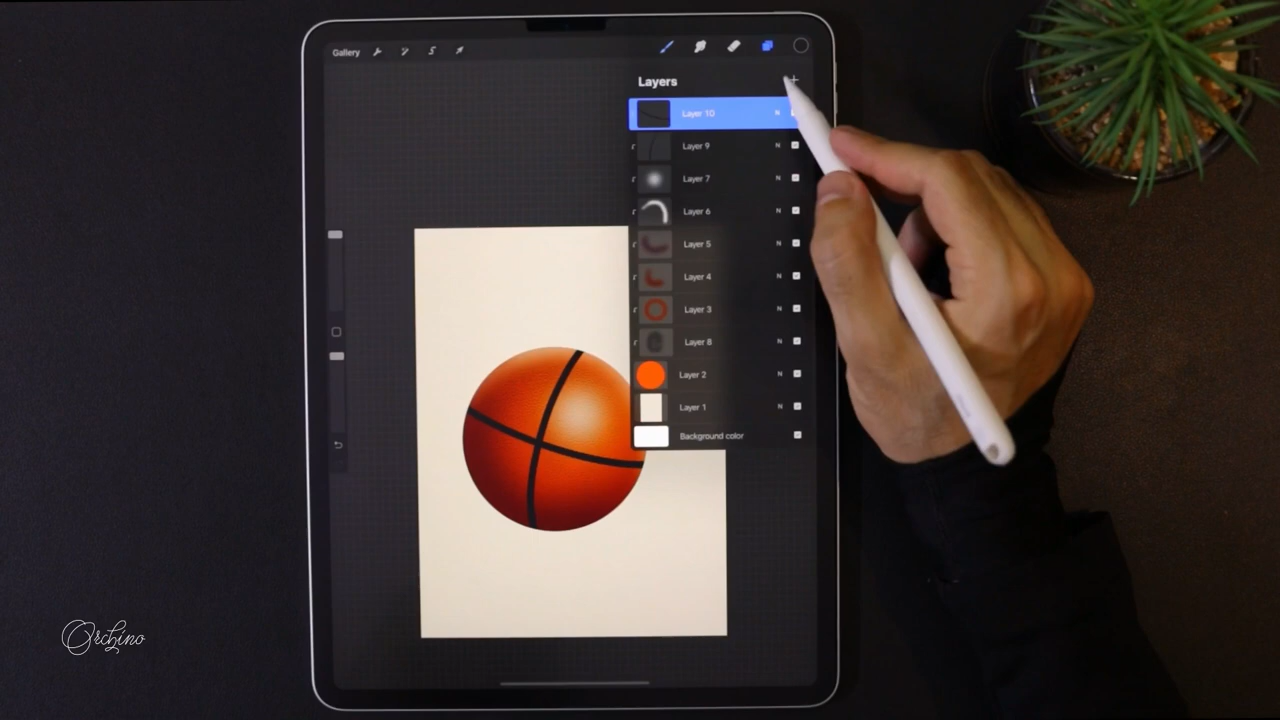 Gallery
Layers
Layer 10 N
Layer 9 N
Layer 7 N
Layer 6 N
Layer 5 N
Layer 4 N
Layer 3 N
Layer 8 N
Layer 2 N
Layer 1 N
Background color
Orchino